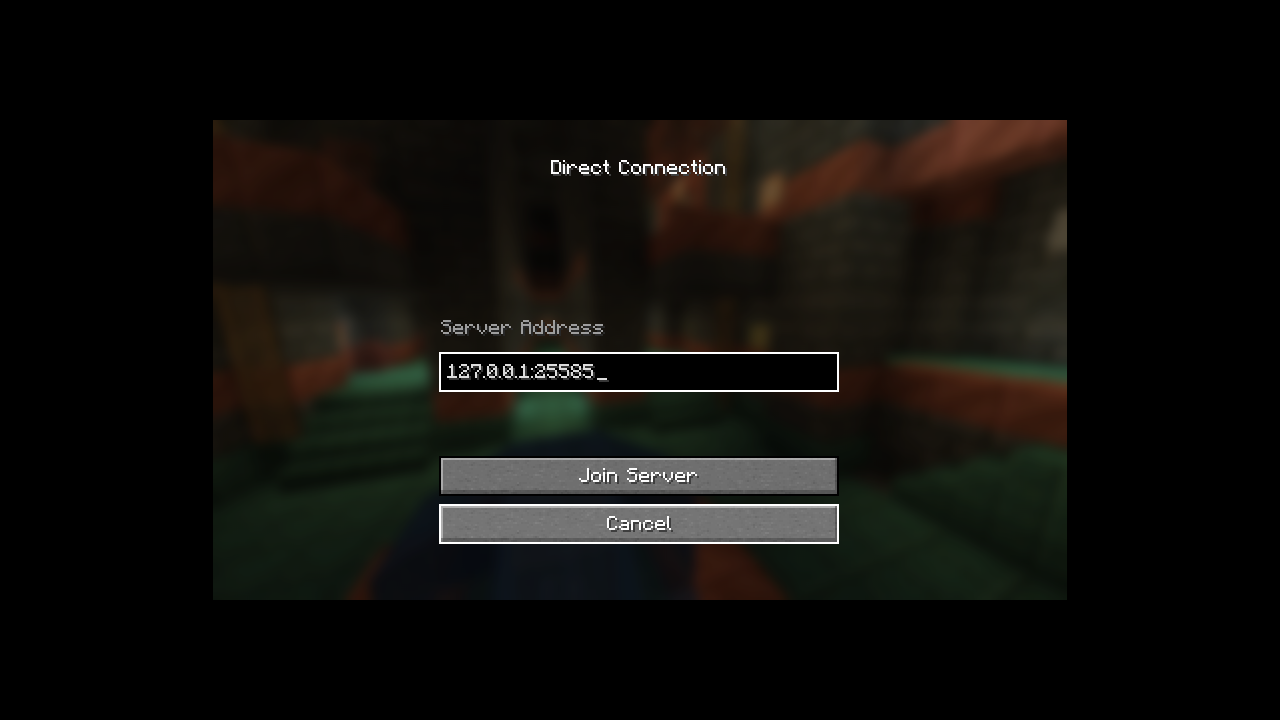 Direct Connection
Server Address
127.0.0.1:25585_
Join Server
Cancel